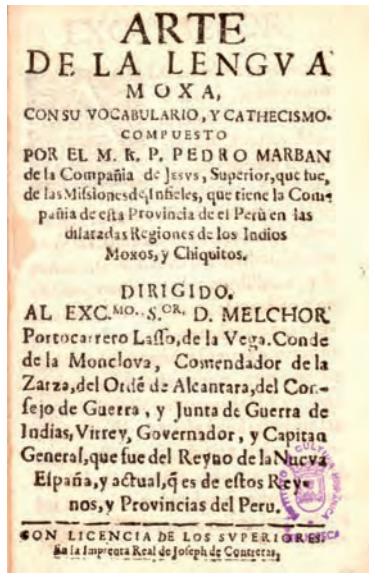 ARTE
DE LA LENGVA
MOXA,
CON SU VOCABULARIO, Y CATHECISMO.
COMPUESTO
POR EL M. R. P. PEDRO MARBAN
de la Compañia de JESVS, Superior, que fue,
de las Missiones de, Infieles, que tiene la Com-
pañia de esta Provincia de el Perù en las
dilatadas Regiones de los Indios
Moxos, y Chiquitos.
DIRIGIDO.
AL EXC.MO. S.OR. D. MELCHOR
Portocarrero Lasso, de la Vega. Conde
de la Monclova, Comendador de la
Zarza, del Ordē de Alcantara, del Con-
sejo de Guerra, y Junta de Guerra de
Indias, Virrey, Governador, y Capitan
General, que fue del Reyno de la Nueva
España, y actual, q̃ es de estos Rey-
nos, y Provincias del Peru.
CON LICENCIA DE LOS SVPERIORES.
En la Imprenta Real de Joseph de Contreras,